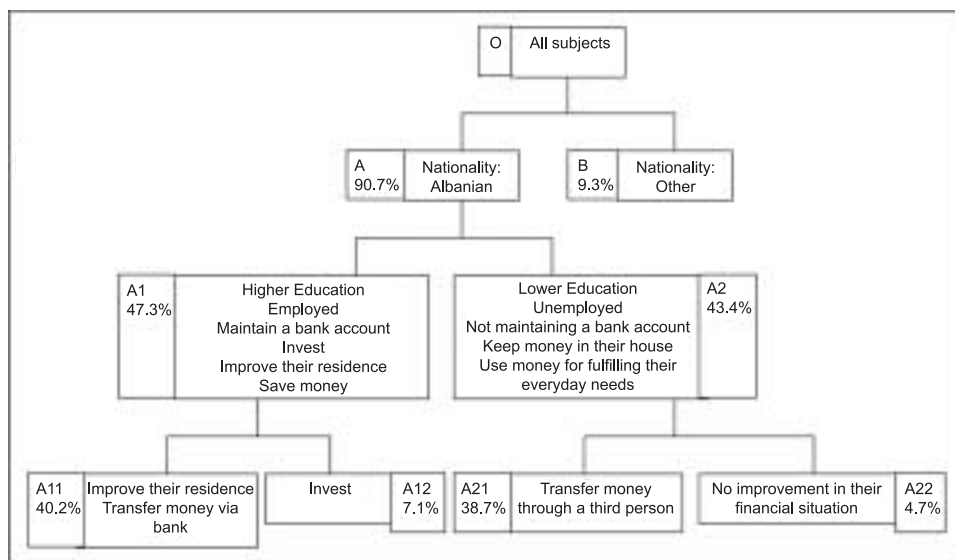 O
All subjects
A
90.7%
Nationality:
Albanian
B
9.3%
Nationality:
Other
A1
47.3%
Higher Education
Employed
Maintain a bank account
Invest
Improve their residence
Save money
Lower Education
Unemployed
Not maintaining a bank account
Keep money in their house
Use money for fulfilling their
everyday needs
A2
43.4%
A11
40.2%
Improve their residence
Transfer money via
bank
Invest
A12
7.1%
A21
38.7%
Transfer money
through a third person
No improvement in their
financial situation
A22
4.7%